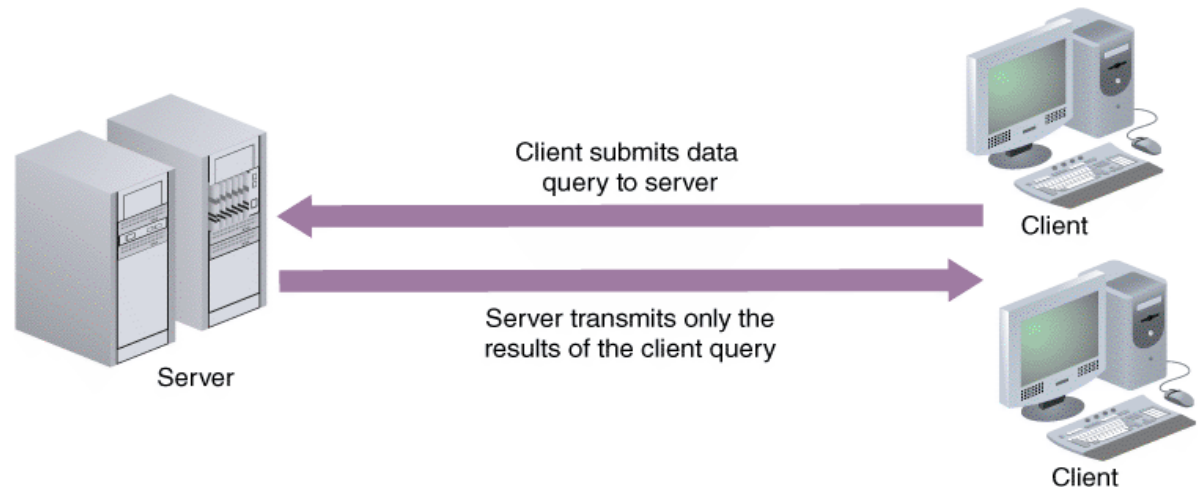 Client submits data
query to server
Client
Server transmits only the
results of the client query
Server
Client